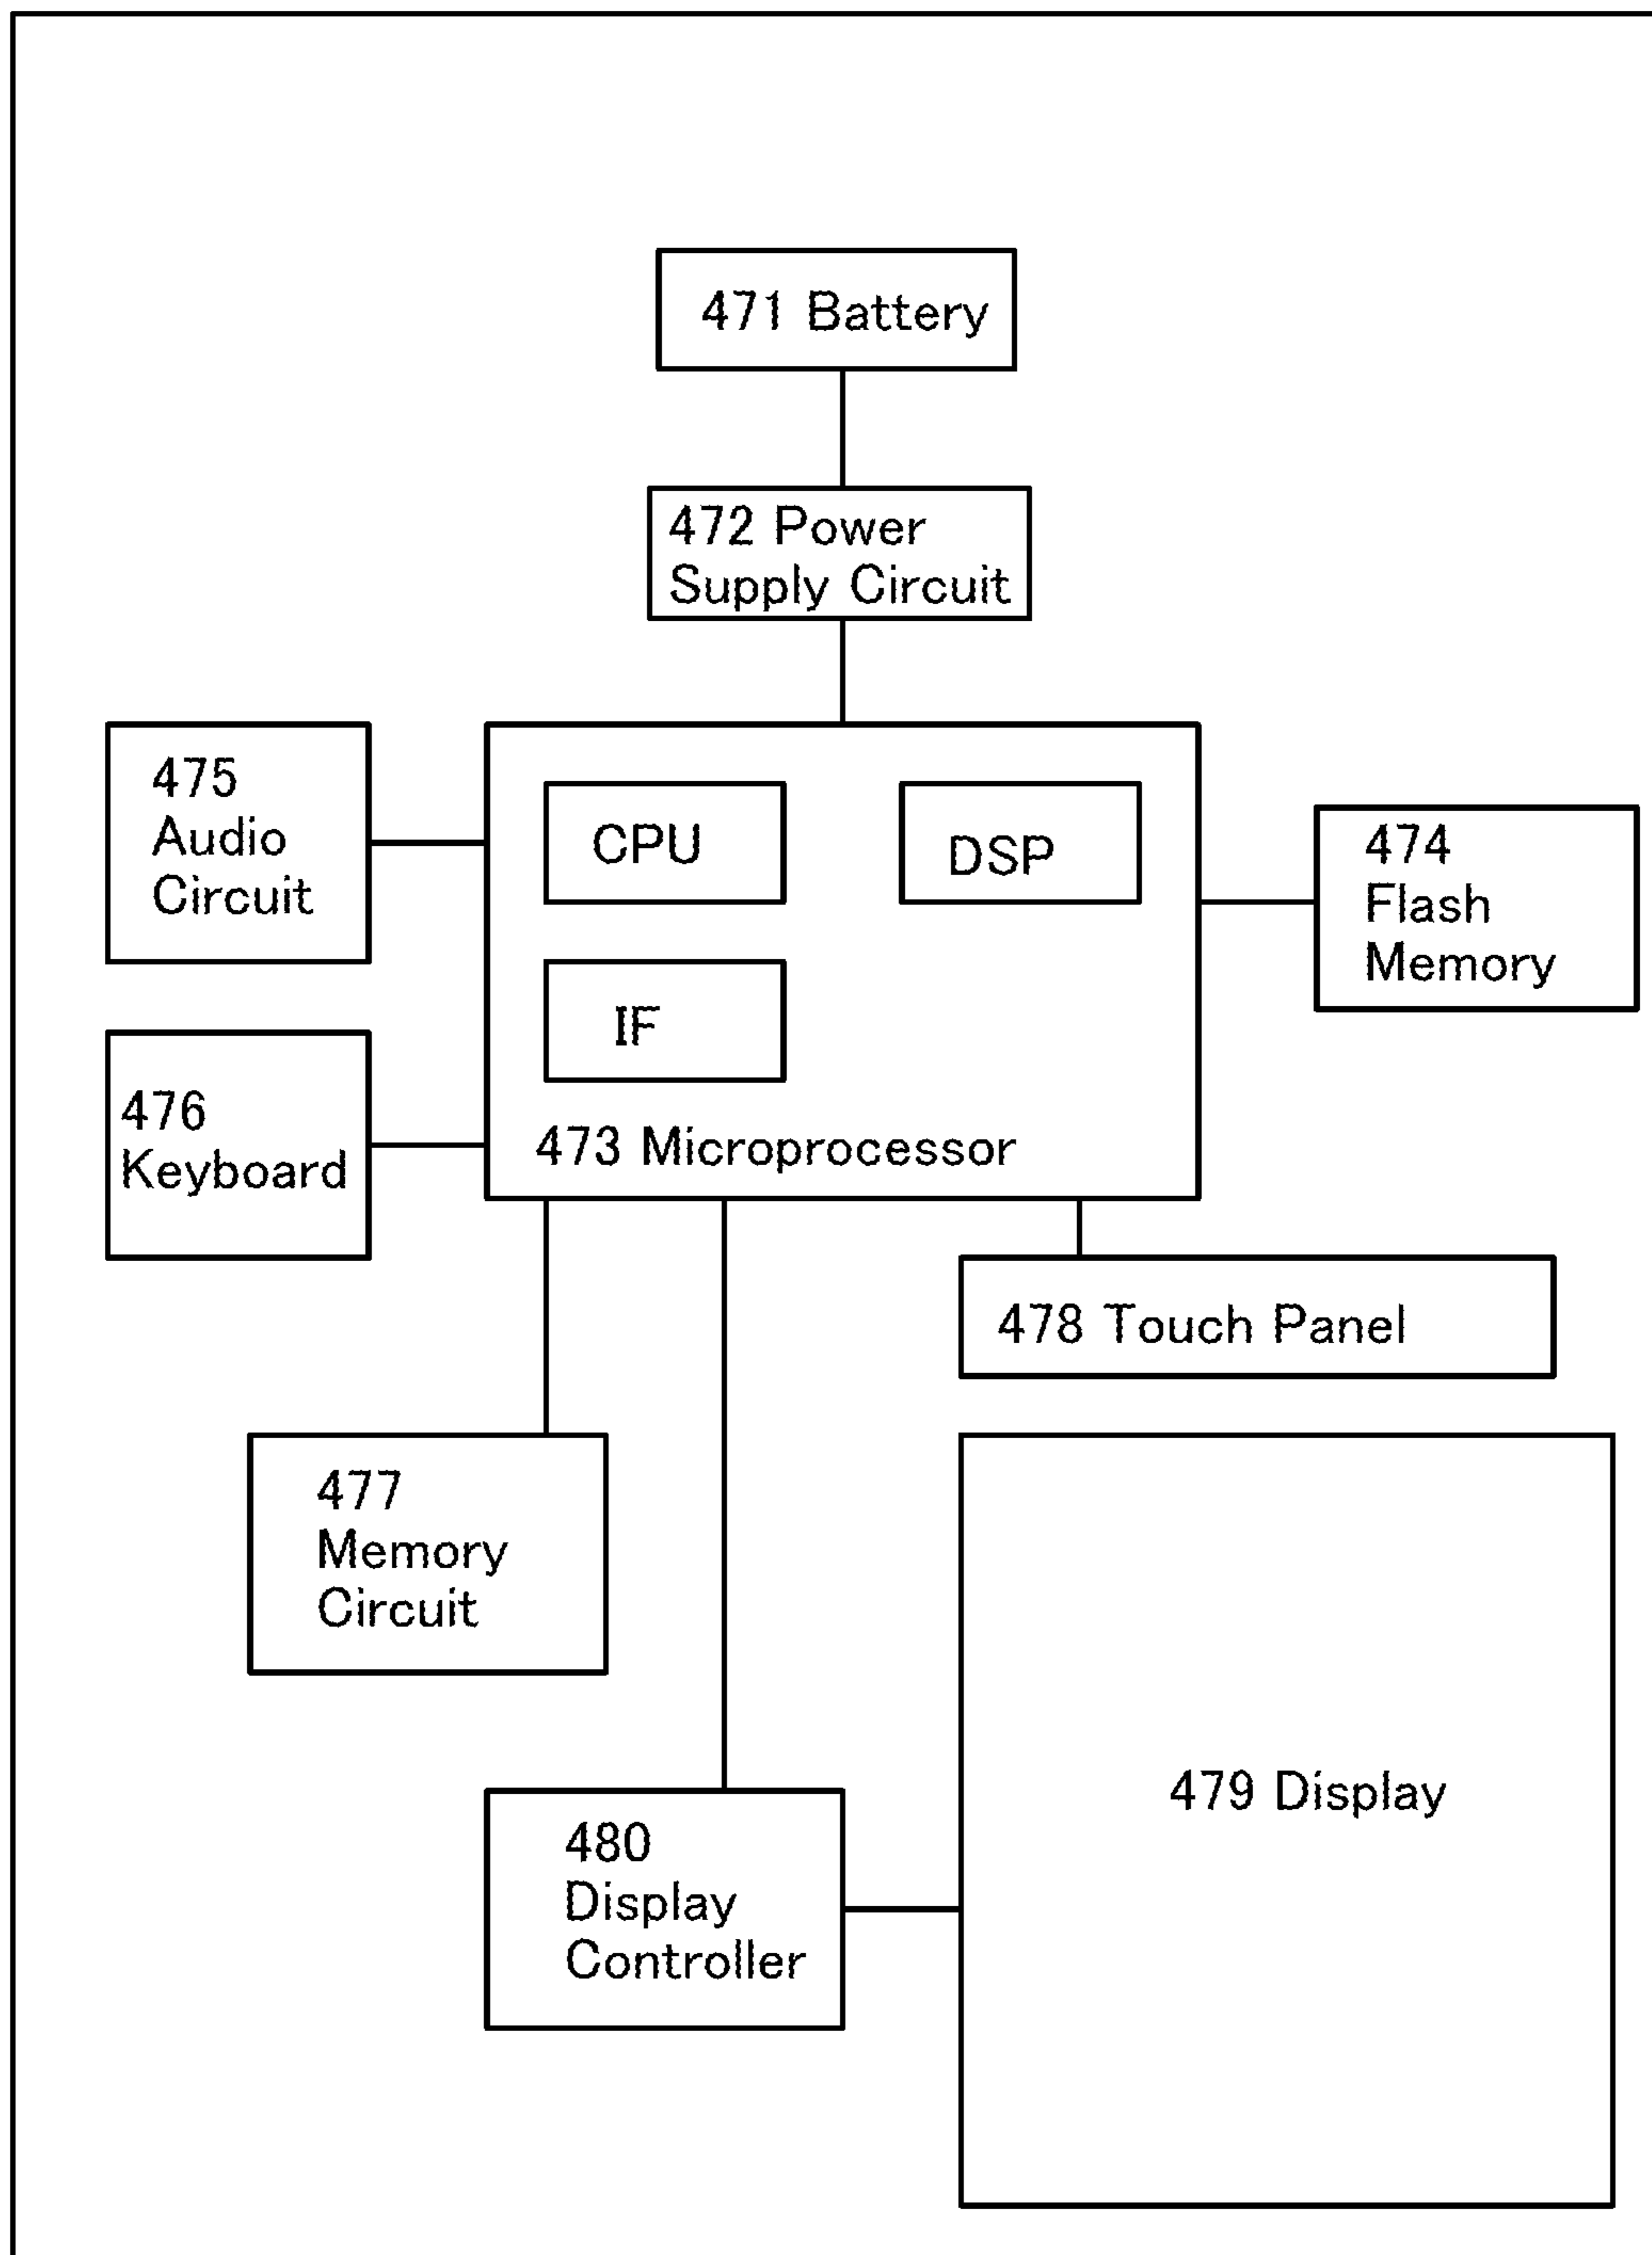 471 Battery
472 Power
Supply Circuit
475
Audio
Circuit
CPU
DSP
474
Flash
Memory
IF
476
Keyboard
473 Microprocessor
478 Touch Panel
477
Memory
Circuit
479 Display
480
Display
Controller